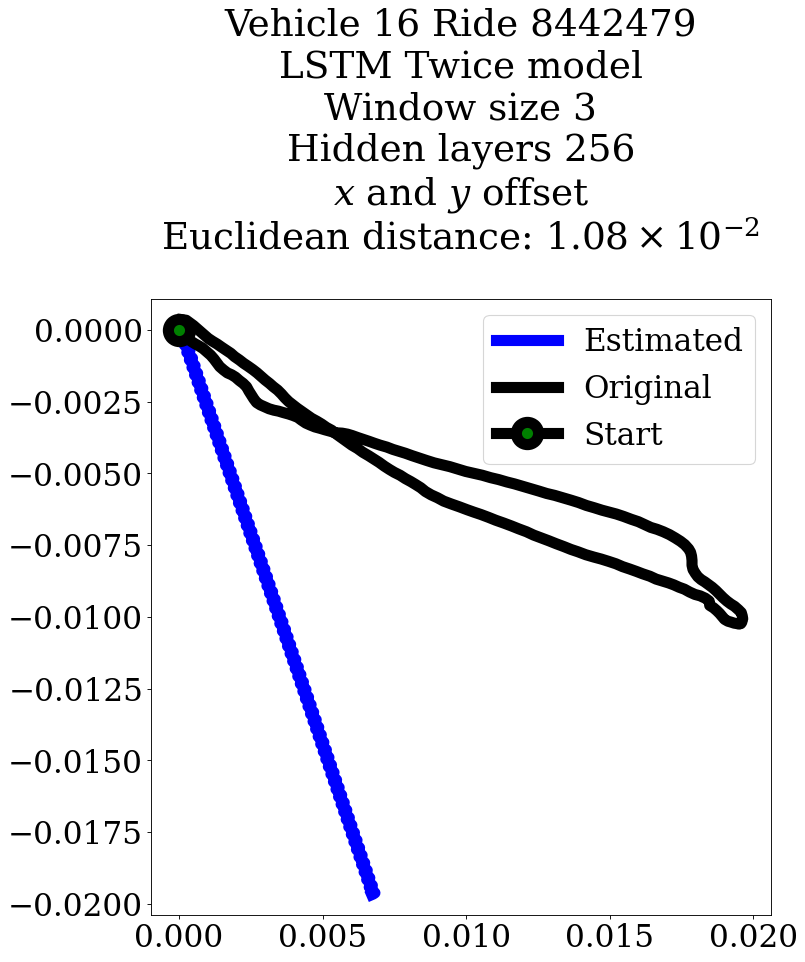 Vehicle 16 Ride 8442479
LSTM Twice model
Window size 3
Hidden layers 256
x and y offset
Euclidean distance: 1.08 × 10⁻²
Estimated
Original
Start
0.0000
−0.0025
−0.0050
−0.0075
−0.0100
−0.0125
−0.0150
−0.0175
−0.0200
0.000 0.005 0.010 0.015 0.020